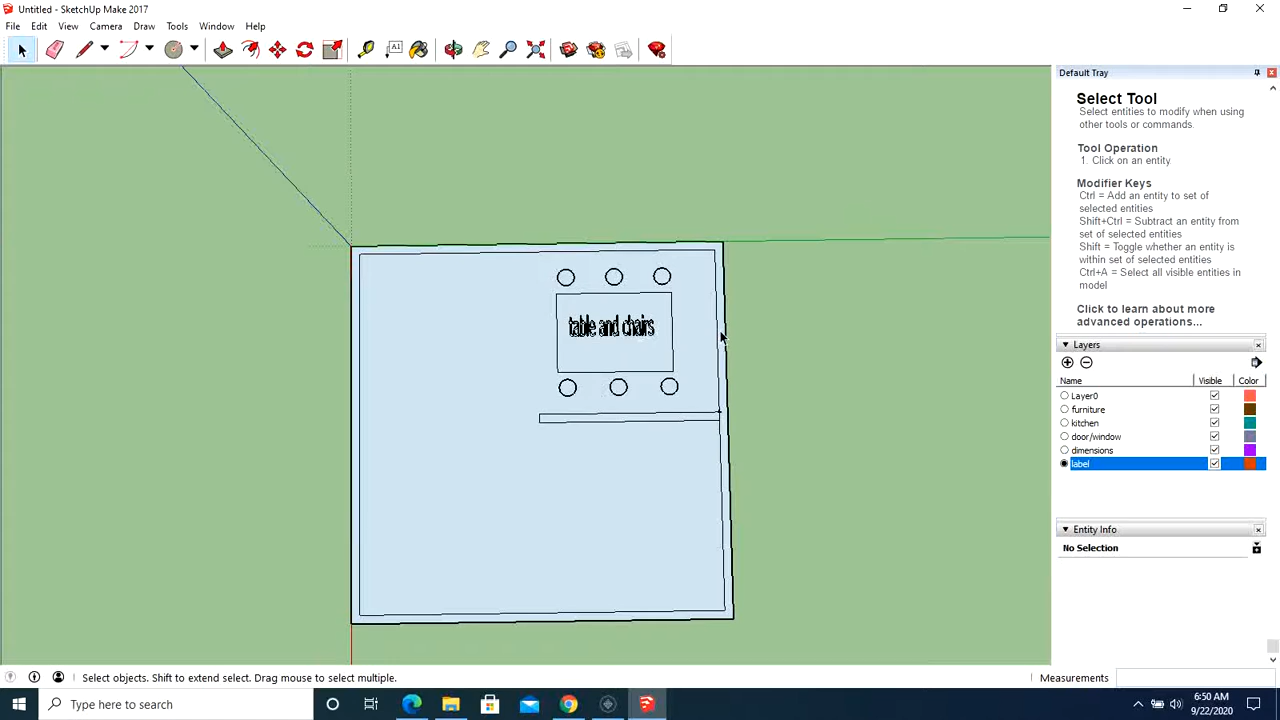 Untitled - SketchUp Make 2017
File Edit View Camera Draw Tools Window Help
A1
Default Tray
Select Tool
Select entities to modify when using
other tools or commands.
Tool Operation
1. Click on an entity
Modifier Keys
Ctrl = Add an entity to set of
selected entities
Shift+Ctrl = Subtract an entity from
set of selected entities
Shift = Toggle whether an entity is
within set of selected entities
Ctrl+A = Select all visible entities in
model
Click to learn about more
advanced operations...
Layers
Name Visible Color
Layer0
furniture
kitchen
door/window
dimensions
label
Entity Info
No Selection
table and chairs
Select objects. Shift to extend select. Drag mouse to select multiple.
Measurements
Type here to search
6:50 AM
9/22/2020